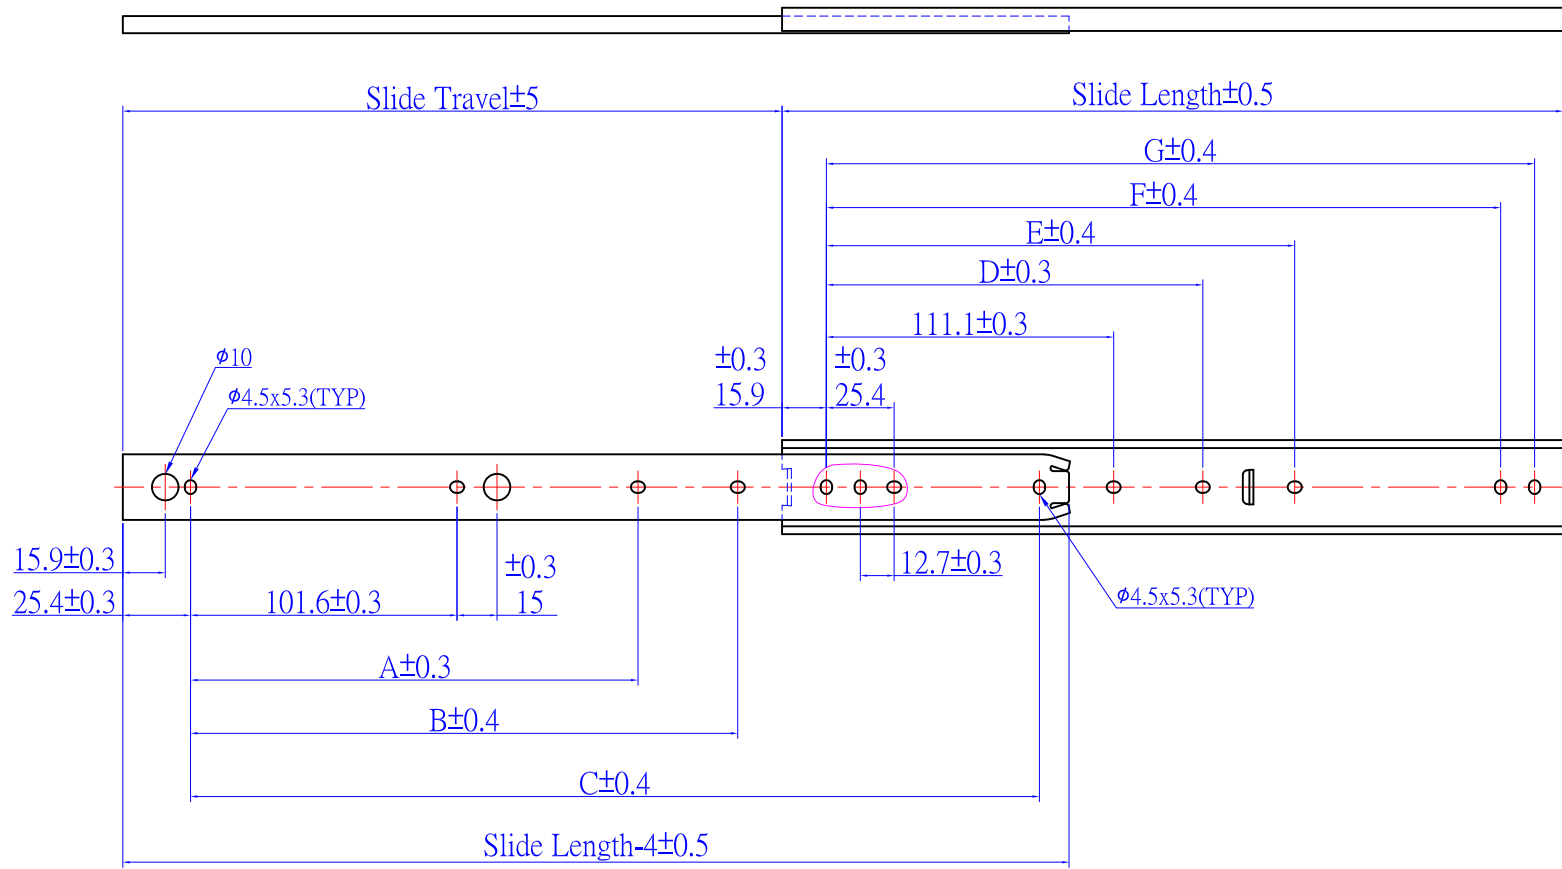 Slide Travel±5
Slide Length±0.5
G±0.4
F±0.4
E±0.4
D±0.3
111.1±0.3
±0.3
15.9
±0.3
25.4
ϕ10
ϕ4.5x5.3(TYP)
15.9±0.3
25.4±0.3
101.6±0.3
±0.3
15
12.7±0.3
ϕ4.5x5.3(TYP)
A±0.3
B±0.4
C±0.4
Slide Length-4±0.5